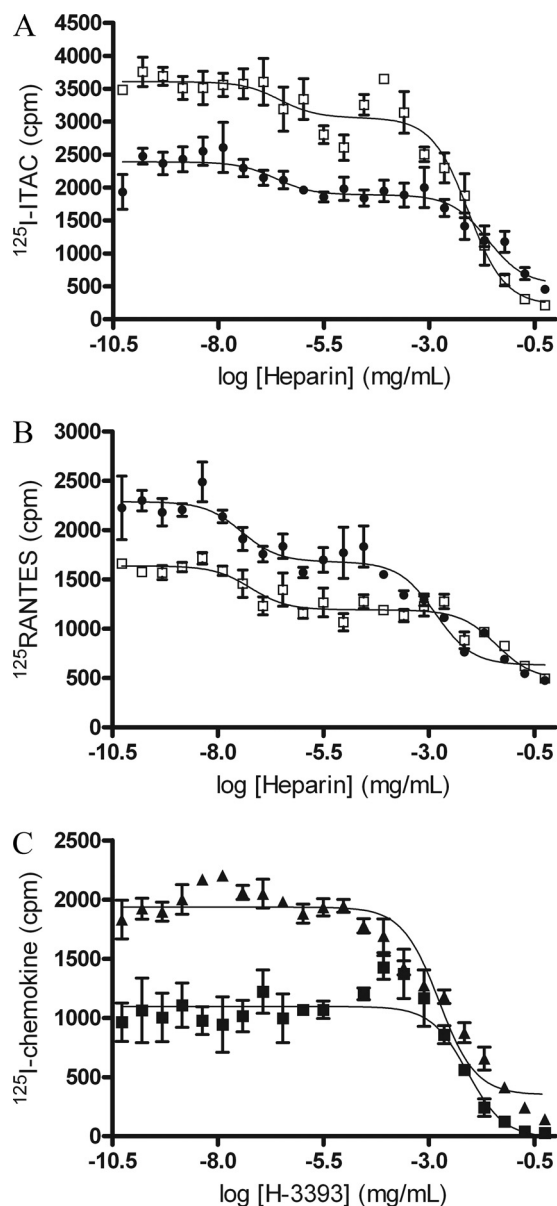 A
4500
4000
3500
3000
2500
2000
1500
1000
500
0
125I-ITAC (cpm)
-10.5 -8.0 -5.5 -3.0 -0.5
log [Heparin] (mg/mL)
B
3000
2500
2000
1500
1000
500
0
125RANTES (cpm)
-10.5 -8.0 -5.5 -3.0 -0.5
log [Heparin] (mg/mL)
C
2500
2000
1500
1000
500
0
125I-chemokine (cpm)
-10.5 -8.0 -5.5 -3.0 -0.5
log [H-3393] (mg/mL)